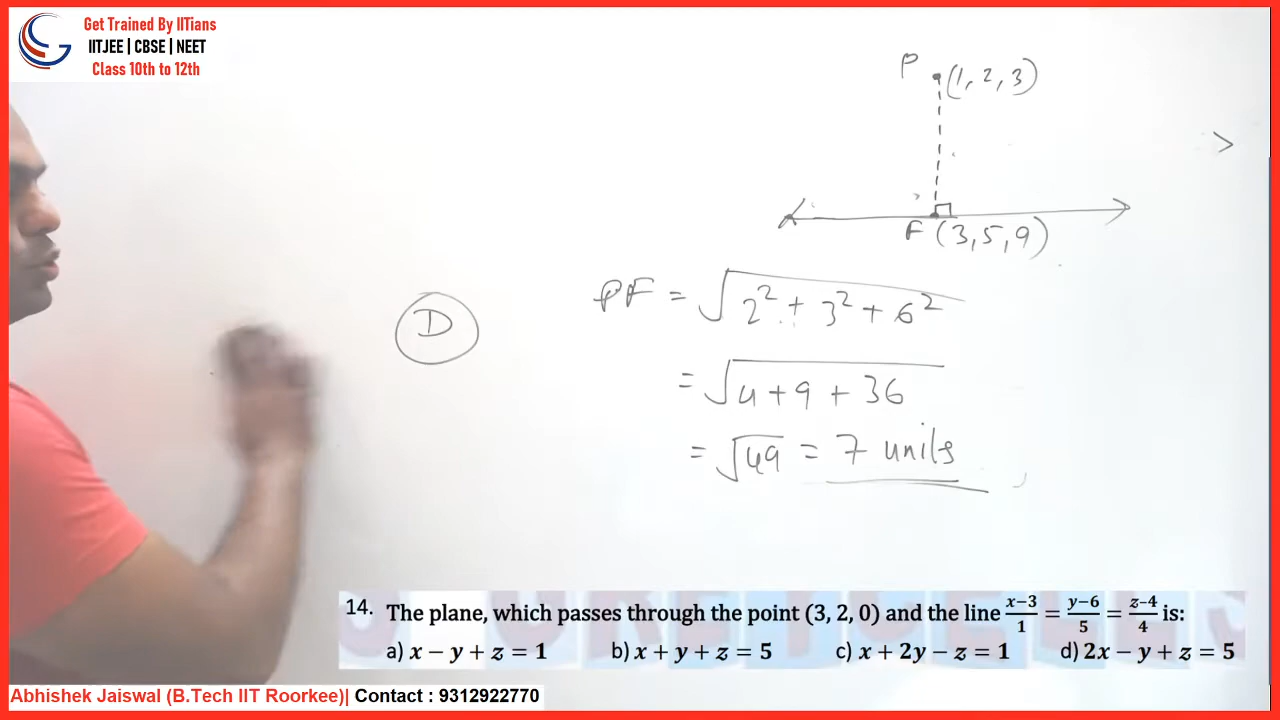 Get Trained By IITians
IITJEE | CBSE | NEET
Class 10th to 12th
P (1, 2, 3)
>
F (3, 5, 9)
PF = √(2² + 3² + 6²)
D
= √(4 + 9 + 36)
= √49 = 7 units
14. The plane, which passes through the point (3, 2, 0) and the line x−3/1 = y−6/5 = z−4/4 is:
a) x − y + z = 1 b) x + y + z = 5 c) x + 2y − z = 1 d) 2x − y + z = 5
Abhishek Jaiswal (B.Tech IIT Roorkee)| Contact : 9312922770